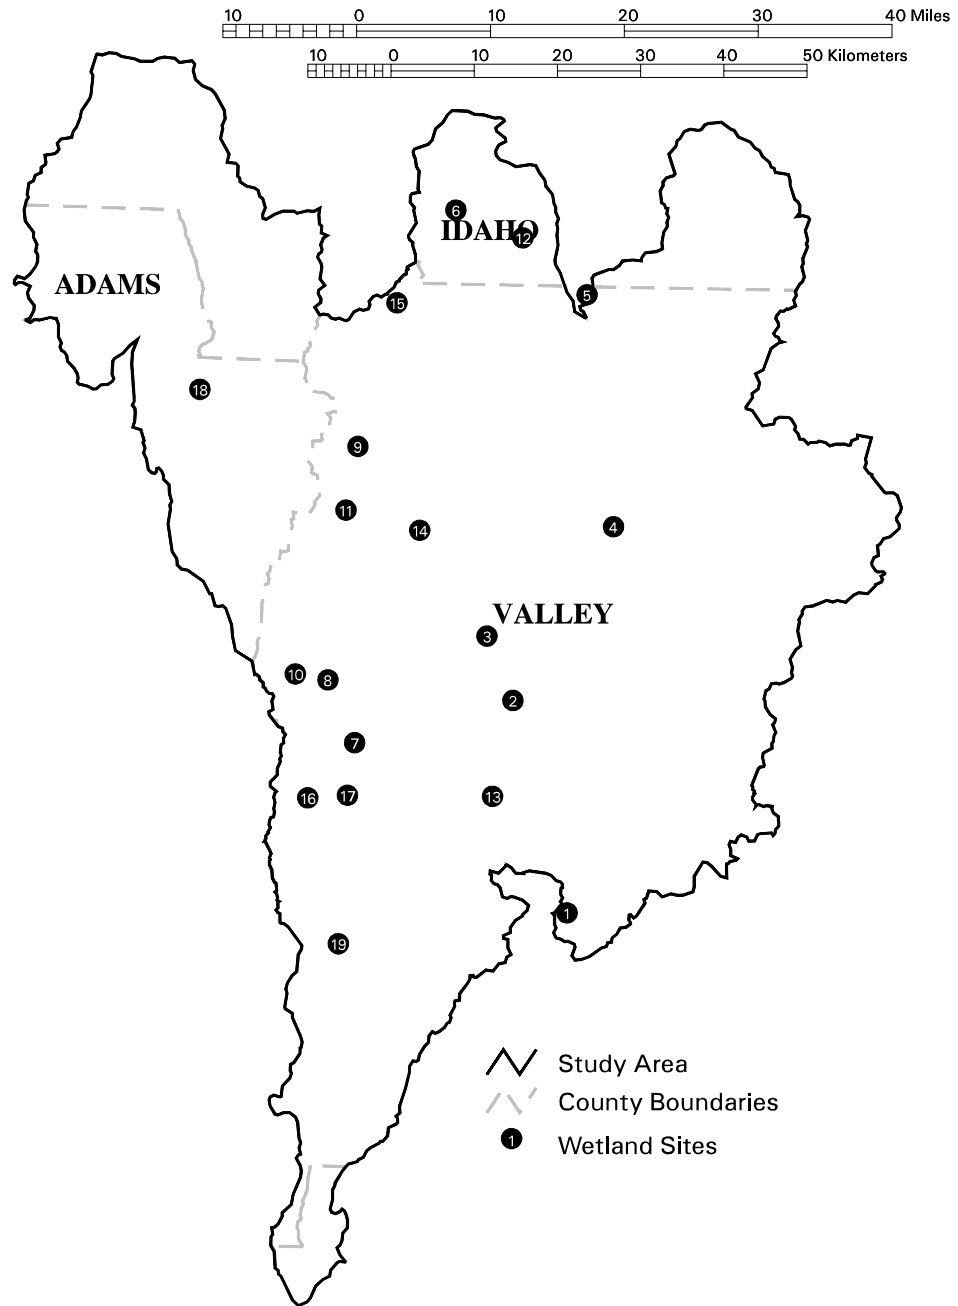 10 0 10 20 30 40 Miles
10 0 10 20 30 40 50 Kilometers
6
IDAHO
12
ADAMS
5
15
18
9
11
14
4
VALLEY
3
10
8
2
7
16
17
13
1
19
Study Area
County Boundaries
1 Wetland Sites